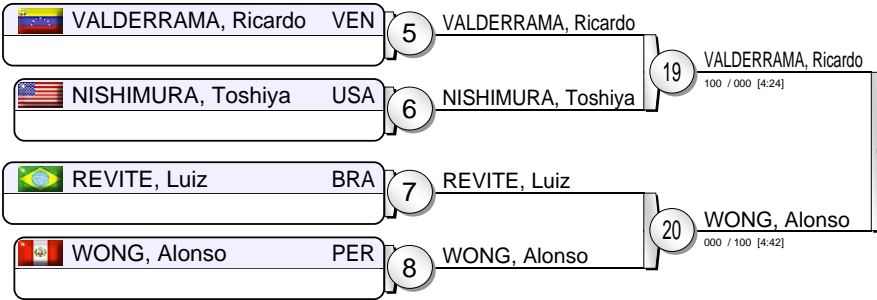 VALDERRAMA, Ricardo VEN
5
VALDERRAMA, Ricardo
19
VALDERRAMA, Ricardo
100 / 000 [4:24]
NISHIMURA, Toshiya USA
6
NISHIMURA, Toshiya
REVITE, Luiz BRA
7
REVITE, Luiz
20
WONG, Alonso
000 / 100 [4:42]
WONG, Alonso PER
8
WONG, Alonso